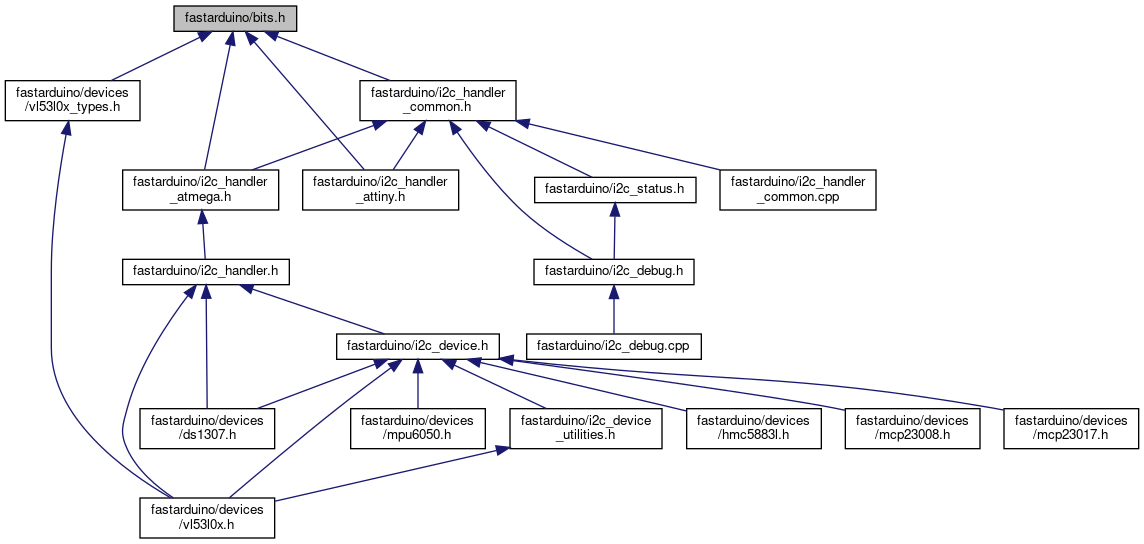 fastarduino/bits.h
fastarduino/devices
/vl53l0x_types.h
fastarduino/i2c_handler
_common.h
fastarduino/i2c_handler
_atmega.h
fastarduino/i2c_handler
_attiny.h
fastarduino/i2c_status.h
fastarduino/i2c_handler
_common.cpp
fastarduino/i2c_handler.h
fastarduino/i2c_debug.h
fastarduino/i2c_device.h
fastarduino/i2c_debug.cpp
fastarduino/devices
/ds1307.h
fastarduino/devices
/mpu6050.h
fastarduino/i2c_device
_utilities.h
fastarduino/devices
/hmc5883l.h
fastarduino/devices
/mcp23008.h
fastarduino/devices
/mcp23017.h
fastarduino/devices
/vl53l0x.h